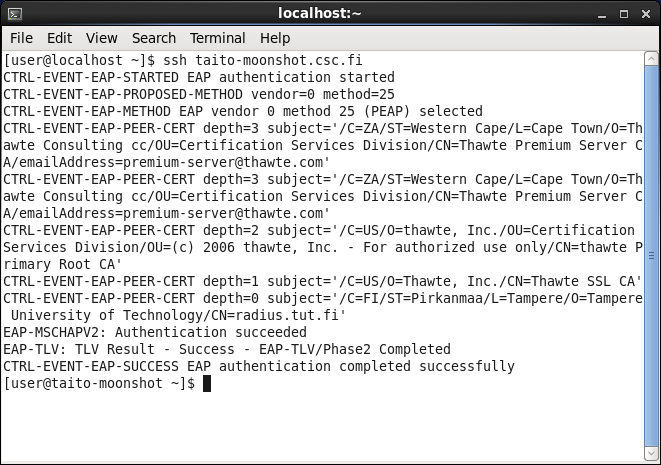 localhost:~
File Edit View Search Terminal Help
[user@localhost ~]$ ssh taito-moonshot.csc.fi
CTRL-EVENT-EAP-STARTED EAP authentication started
CTRL-EVENT-EAP-PROPOSED-METHOD vendor=0 method=25
CTRL-EVENT-EAP-METHOD EAP vendor 0 method 25 (PEAP) selected
CTRL-EVENT-EAP-PEER-CERT depth=3 subject='/C=ZA/ST=Western Cape/L=Cape Town/O=Th
awte Consulting cc/OU=Certification Services Division/CN=Thawte Premium Server C
A/emailAddress=premium-server@thawte.com'
CTRL-EVENT-EAP-PEER-CERT depth=3 subject='/C=ZA/ST=Western Cape/L=Cape Town/O=Th
awte Consulting cc/OU=Certification Services Division/CN=Thawte Premium Server C
A/emailAddress=premium-server@thawte.com'
CTRL-EVENT-EAP-PEER-CERT depth=2 subject='/C=US/O=thawte, Inc./OU=Certification
Services Division/OU=(c) 2006 thawte, Inc. - For authorized use only/CN=thawte P
rimary Root CA'
CTRL-EVENT-EAP-PEER-CERT depth=1 subject='/C=US/O=Thawte, Inc./CN=Thawte SSL CA'
CTRL-EVENT-EAP-PEER-CERT depth=0 subject='/C=FI/ST=Pirkanmaa/L=Tampere/O=Tampere
 University of Technology/CN=radius.tut.fi'
EAP-MSCHAPV2: Authentication succeeded
EAP-TLV: TLV Result - Success - EAP-TLV/Phase2 Completed
CTRL-EVENT-EAP-SUCCESS EAP authentication completed successfully
[user@taito-moonshot ~]$